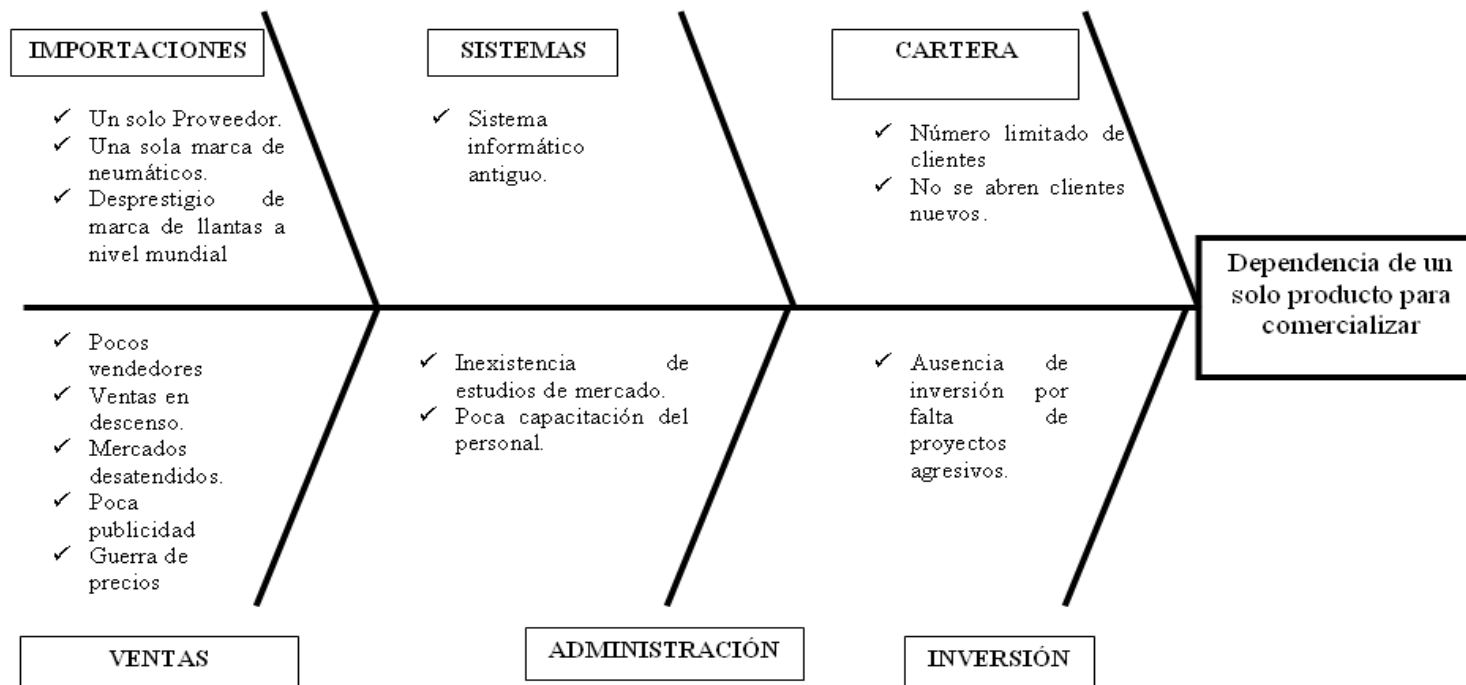 IMPORTACIONES
✓ Un solo Proveedor.
✓ Una sola marca de
neumáticos.
✓ Desprestigio de
marca de llantas a
nivel mundial
SISTEMAS
✓ Sistema
informático
antiguo.
CARTERA
✓ Número limitado de
clientes
✓ No se abren clientes
nuevos.
Dependencia de un
solo producto para
comercializar
✓ Pocos
vendedores
✓ Ventas en
descenso.
✓ Mercados
desatendidos.
✓ Poca
publicidad
✓ Guerra de
precios
VENTAS
✓ Inexistencia de
estudios de mercado.
✓ Poca capacitación del
personal.
ADMINISTRACIÓN
✓ Ausencia de
inversión por
falta de
proyectos
agresivos.
INVERSIÓN